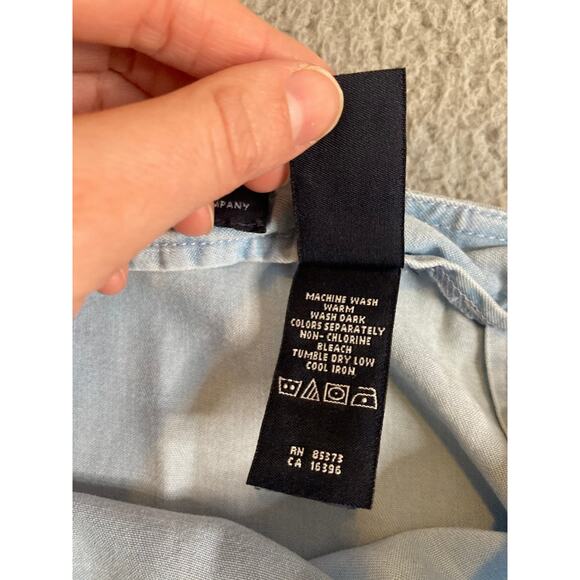 MPANY
MACHINE WASH
WARM
WASH DARK
COLORS SEPARATELY
NON- CHLORINE
BLEACH
TUMBLE DRY LOW
COOL IRON.
RN 85373
CA 16396